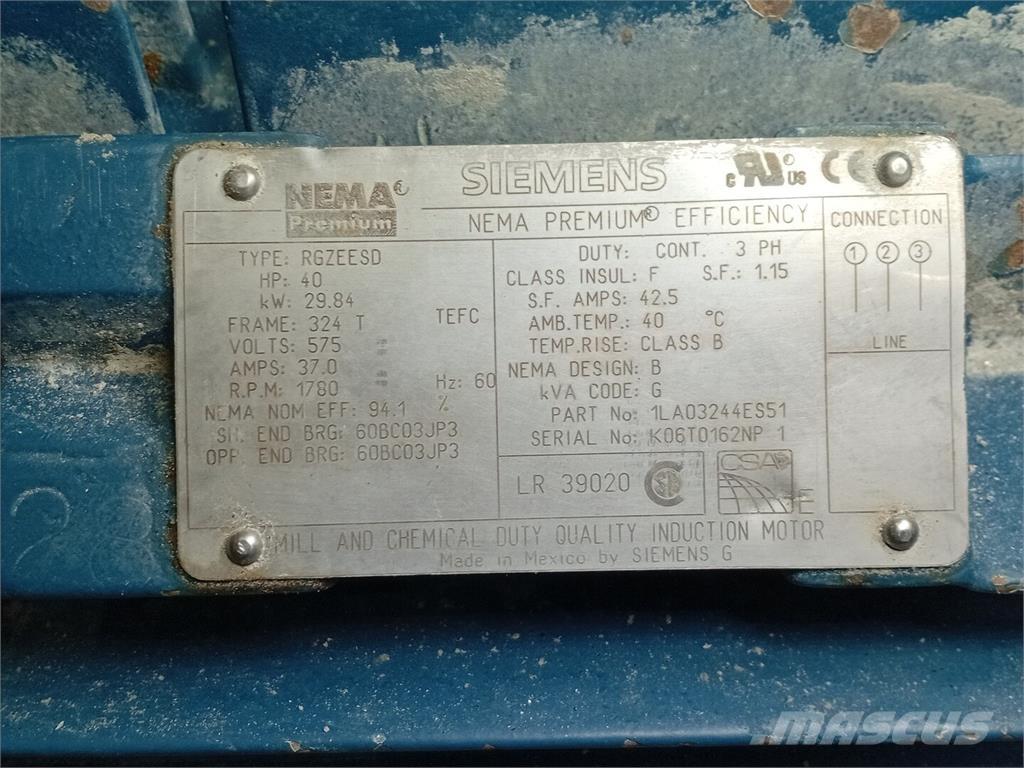 NEMA®
Premium
SIEMENS
C UR US CE
NEMA PREMIUM® EFFICIENCY
TYPE: RGZEESD
HP: 40
kW: 29.84
FRAME: 324 T
TEFC
VOLTS: 575
AMPS: 37.0
R.P.M: 1780
Hz: 60
NEMA NOM EFF: 94.1 %
SH. END BRG: 60BC03JP3
OPP. END BRG: 60BC03JP3
DUTY: CONT. 3 PH
CLASS INSUL: F S.F.: 1.15
S.F. AMPS: 42.5
AMB.TEMP.: 40 °C
TEMP.RISE: CLASS B
NEMA DESIGN: B
kVA CODE: G
PART No: 1LA03244ES51
SERIAL No: K06T0162NP 1
LR 39020
CSA
E
CONNECTION
1 2 3
LINE
MILL AND CHEMICAL DUTY QUALITY INDUCTION MOTOR
Made in Mexico by SIEMENS G
MASCUS